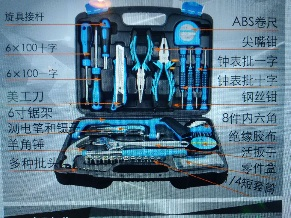 旋具接杆
6×100十字
6×100一字
美工刀
6寸锯架
测电笔和
羊角锤
多种批头
ABS卷尺
尖嘴钳
钟表批一字
钟表批十字
钢丝钳
8件内六角
绝缘胶布
活扳手
零件盒
1/4短套筒